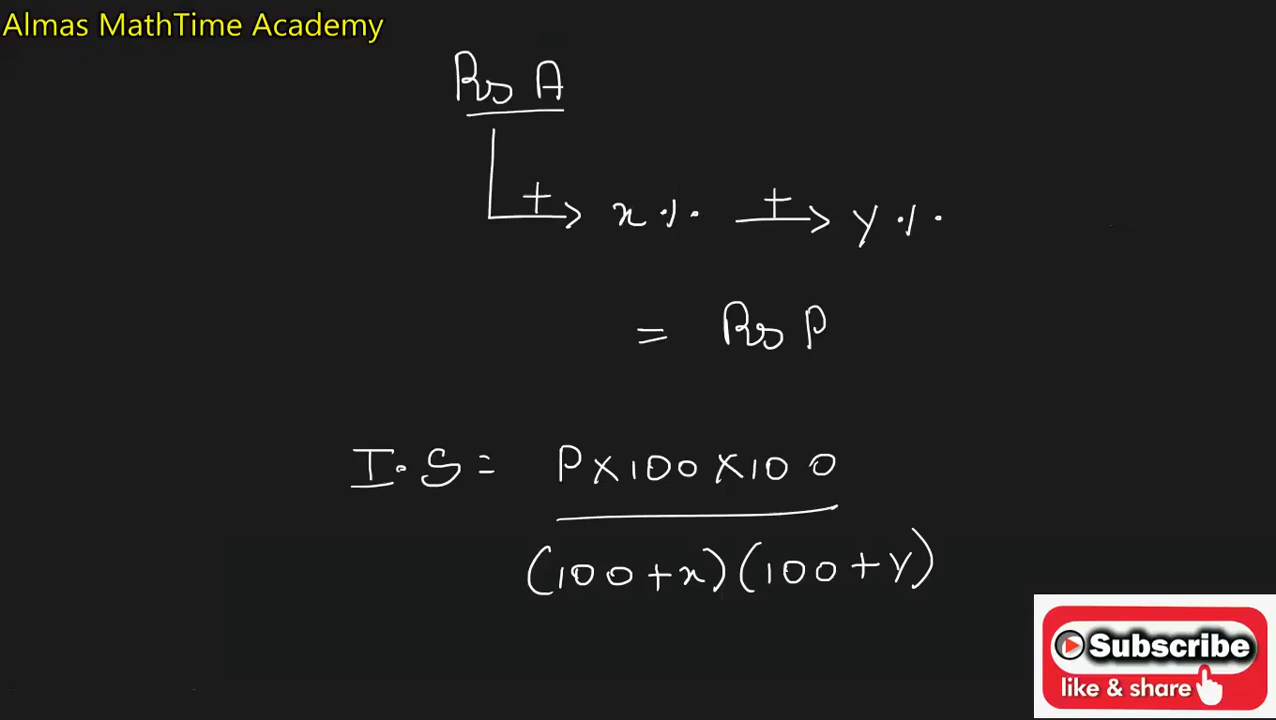 Almas MathTime Academy
Rs A
+ x % + y %
= Rs P
I.S = P X 100 X 100
(100 + x) (100 + y)
Subscribe
like & share